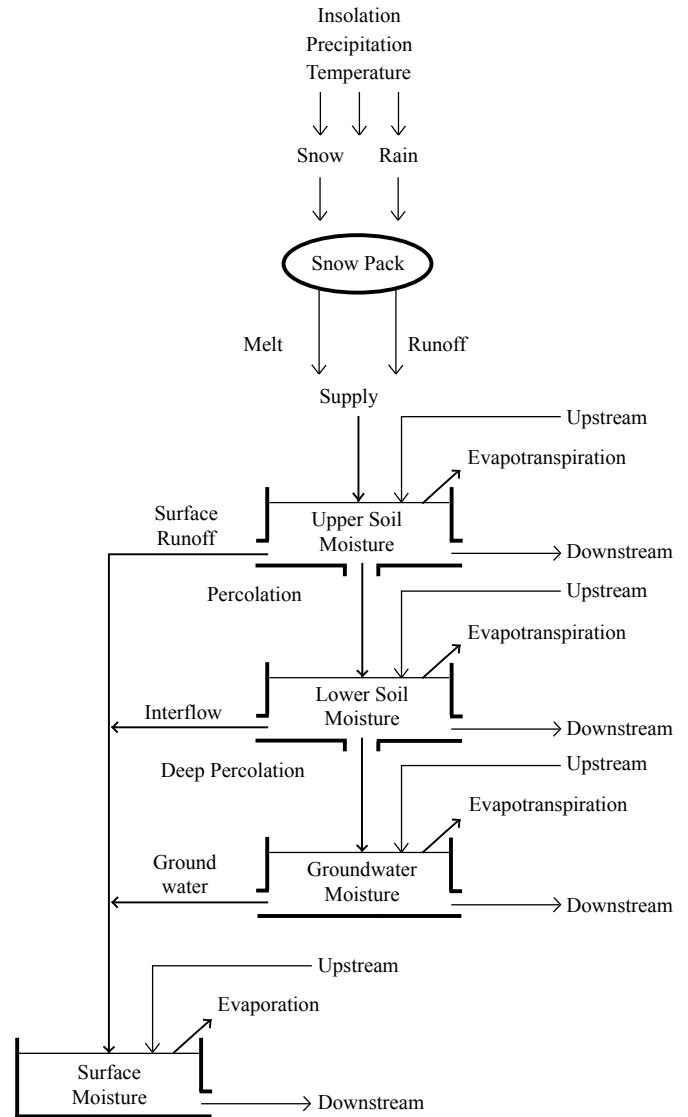 Insolation
Precipitation
Temperature
Snow
Rain
Snow Pack
Melt
Runoff
Supply
Upstream
Evapotranspiration
Surface
Runoff
Upper Soil
Moisture
Downstream
Percolation
Upstream
Evapotranspiration
Interflow
Lower Soil
Moisture
Downstream
Deep Percolation
Upstream
Evapotranspiration
Ground
water
Groundwater
Moisture
Downstream
Upstream
Evaporation
Surface
Moisture
Downstream